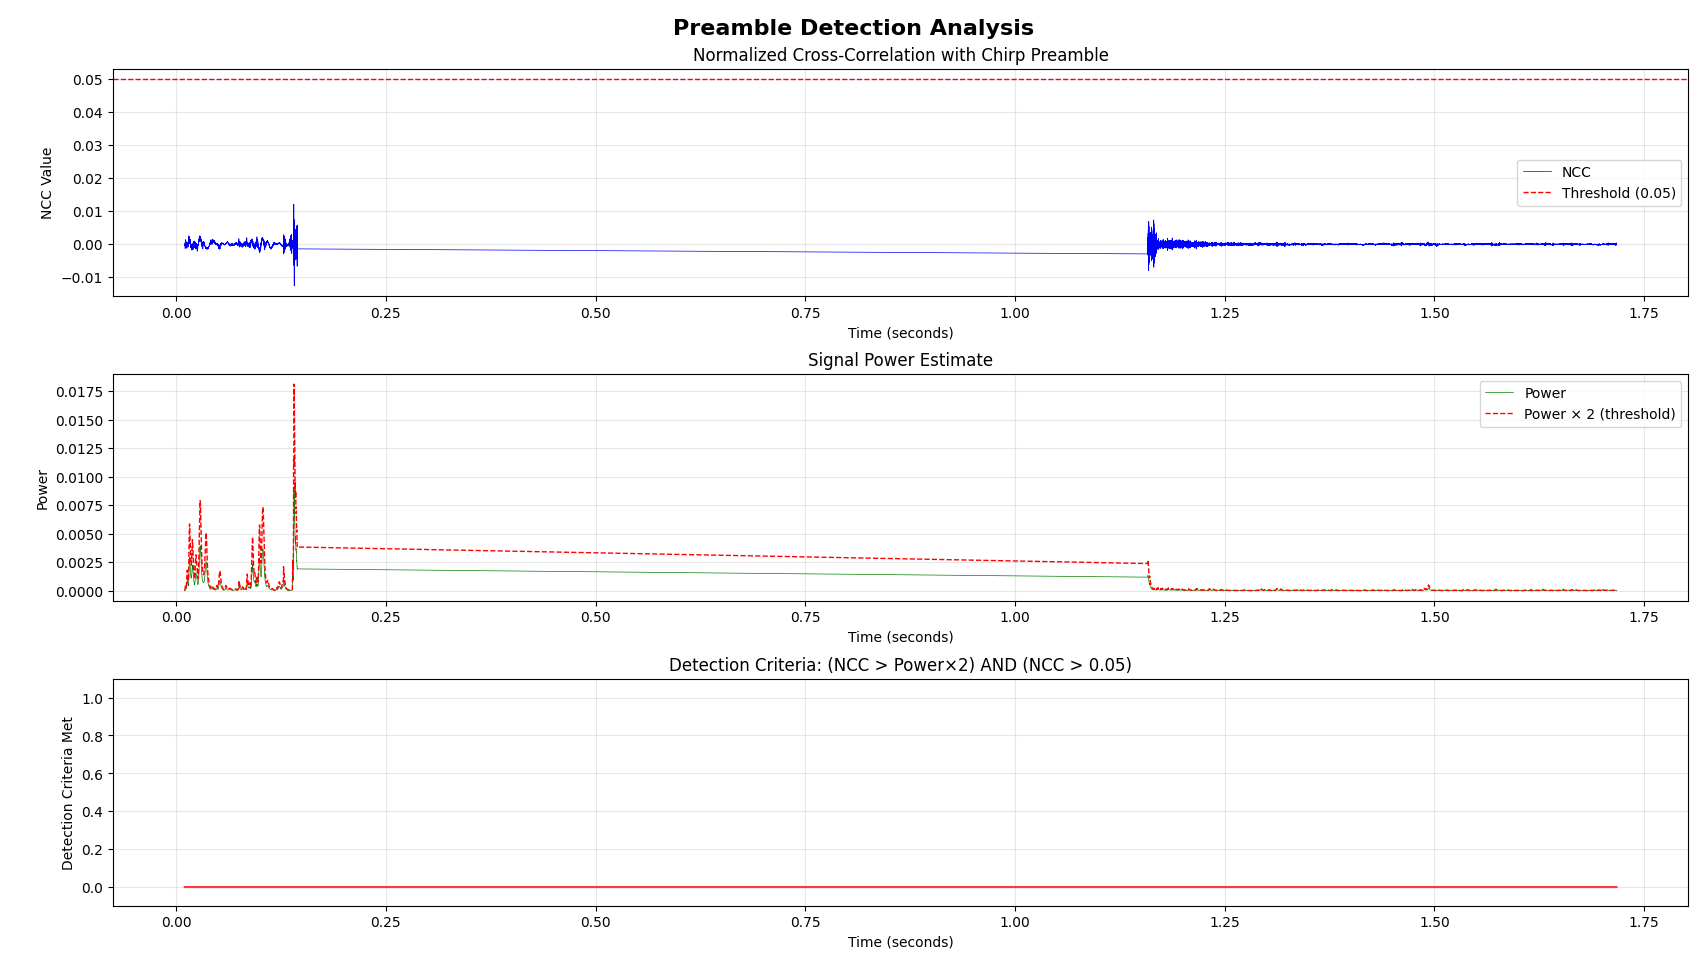 Preamble Detection Analysis
Normalized Cross-Correlation with Chirp Preamble
NCC Value
0.05
0.04
0.03
0.02
0.01
0.00
−0.01
NCC
Threshold (0.05)
0.00 0.25 0.50 0.75 1.00 1.25 1.50 1.75
Time (seconds)
Signal Power Estimate
Power
0.0175
0.0150
0.0125
0.0100
0.0075
0.0050
0.0025
0.0000
Power
Power × 2 (threshold)
0.00 0.25 0.50 0.75 1.00 1.25 1.50 1.75
Time (seconds)
Detection Criteria: (NCC > Power×2) AND (NCC > 0.05)
Detection Criteria Met
1.0
0.8
0.6
0.4
0.2
0.0
0.00 0.25 0.50 0.75 1.00 1.25 1.50 1.75
Time (seconds)